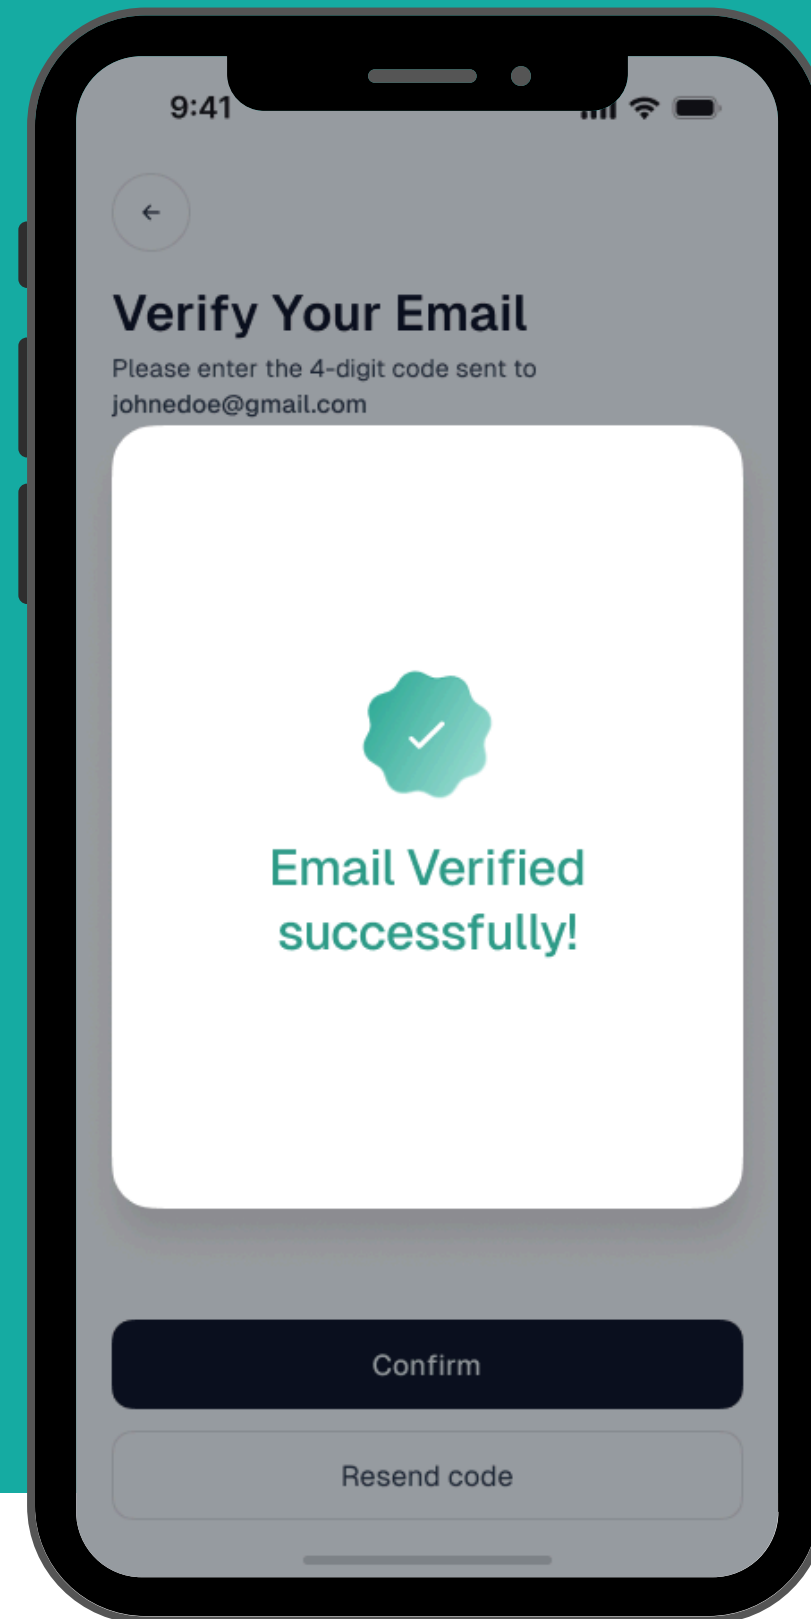 9:41
Verify Your Email
Please enter the 4-digit code sent to
johnedoe@gmail.com
Email Verified
successfully!
Confirm
Resend code